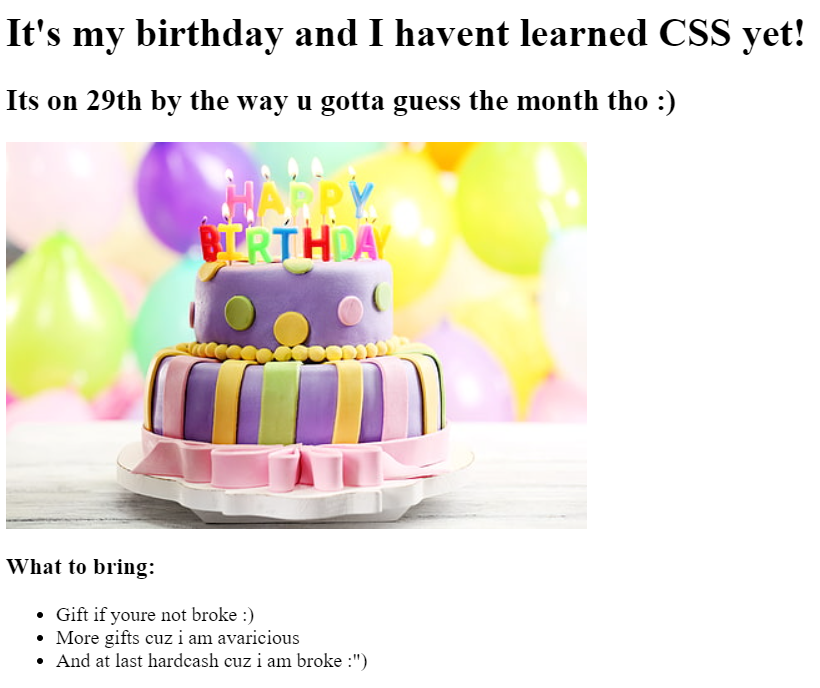 It's my birthday and I havent learned CSS yet!
Its on 29th by the way u gotta guess the month tho :)
HAPPY
BIRTHDAY
What to bring:
Gift if youre not broke :)
More gifts cuz i am avaricious
And at last hardcash cuz i am broke :")